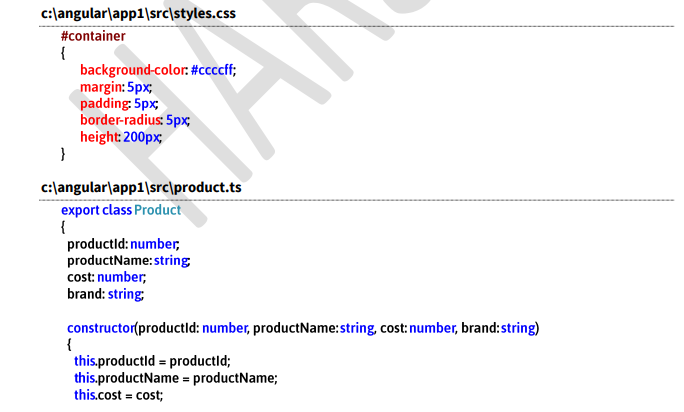 c:\angular\app1\src\styles.css
#container
{
background-color: #ccccff;
margin: 5px;
padding: 5px;
border-radius: 5px;
height: 200px;
}
c:\angular\app1\src\product.ts
export class Product
{
productId: number;
productName: string;
cost: number;
brand: string;
constructor(productId: number, productName: string, cost: number, brand: string)
{
this.productId = productId;
this.productName = productName;
this.cost = cost;